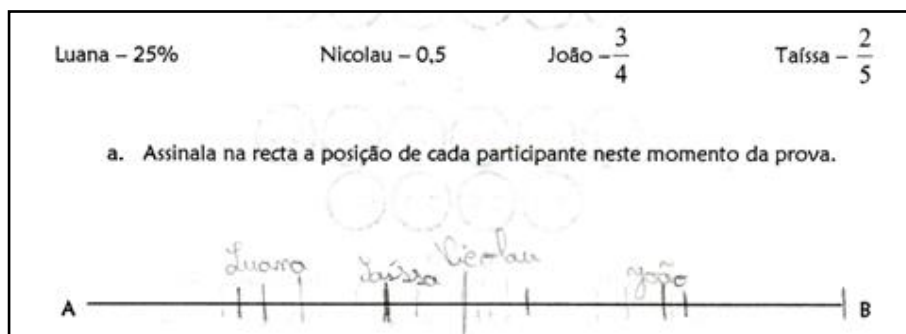 Luana – 25% Nicolau – 0,5 João – 3/4 Taíssa – 2/5
a. Assinala na recta a posição de cada participante neste momento da prova.
Luana Taíssa Nicolau João
A B